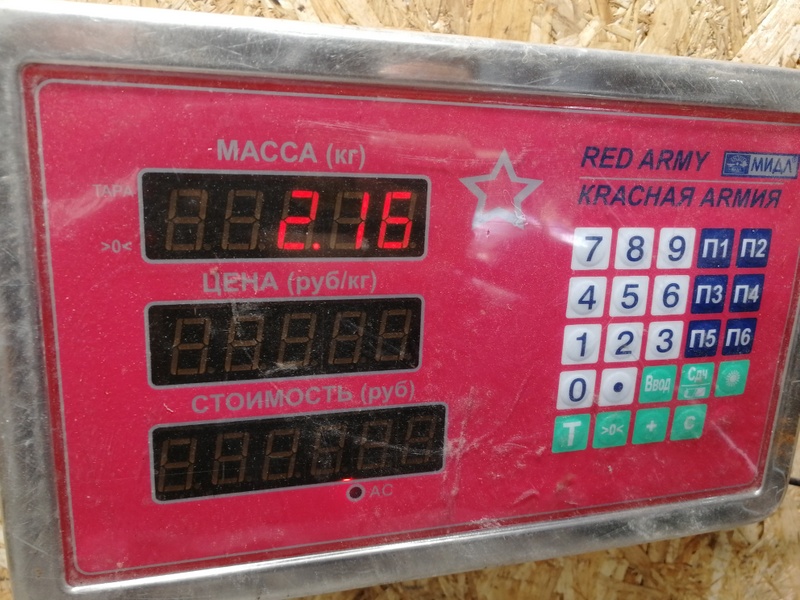 МАССА (кг)
ТАРА
2.16
>0<
ЦЕНА (руб/кг)
СТОИМОСТЬ (руб)
AC
RED ARMY
МИДЛ
КРАСНАЯ АРМИЯ
7 8 9 П1 П2
4 5 6 П3 П4
1 2 3 П5 П6
0 • Ввод Сдч
T >0< + C